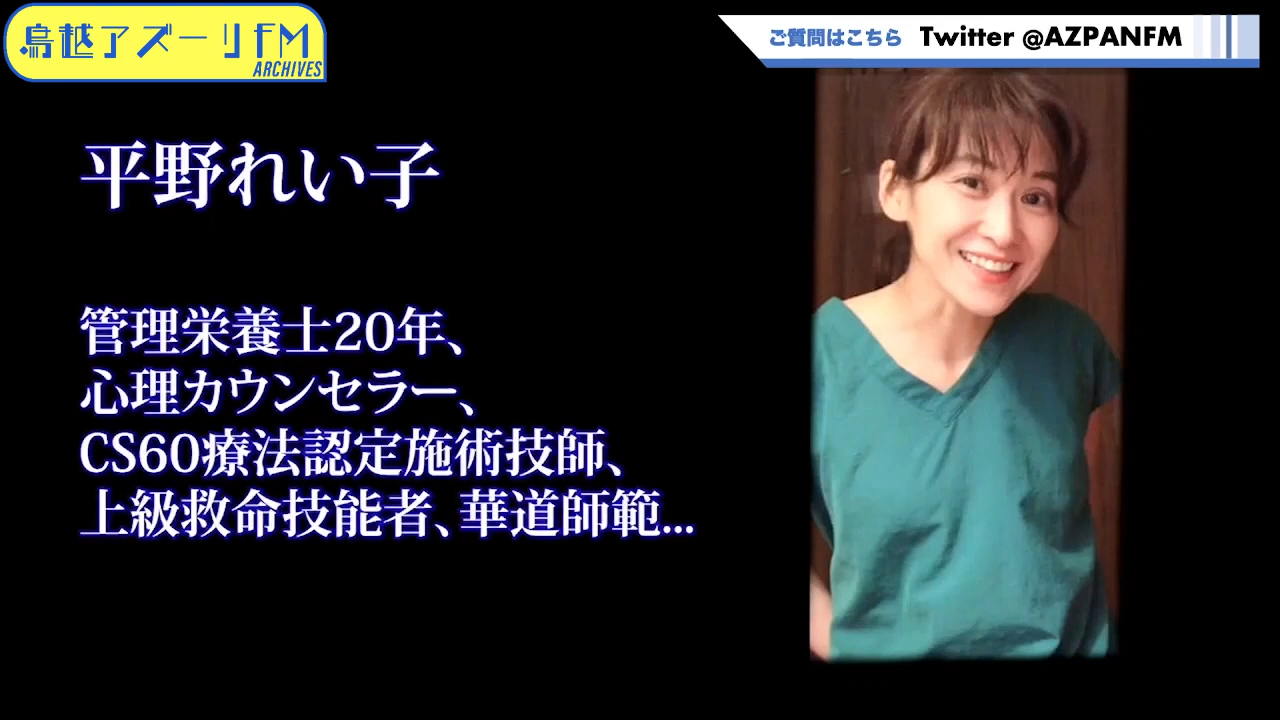 鳥越アズーリFM
ARCHIVES
ご質問はこちら Twitter @AZPANFM
平野れい子
管理栄養士20年、
心理カウンセラー、
CS60療法認定施術技師、
上級救命技能者、華道師範...